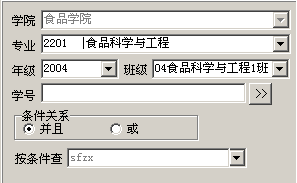 学院 食品学院
专业 2201 |食品科学与工程
年级 2004 班级 04食品科学与工程1班
学号 >>
条件关系
并且 或
按条件查 sfzx